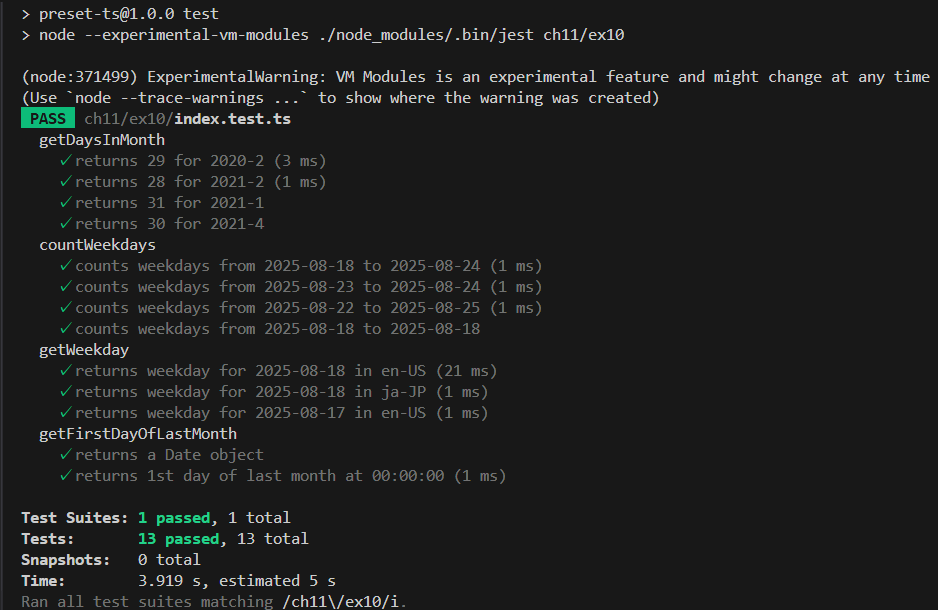 > preset-ts@1.0.0 test
> node --experimental-vm-modules ./node_modules/.bin/jest ch11/ex10
(node:371499) ExperimentalWarning: VM Modules is an experimental feature and might change at any time
(Use `node --trace-warnings ...` to show where the warning was created)
PASS ch11/ex10/index.test.ts
getDaysInMonth
✓ returns 29 for 2020-2 (3 ms)
✓ returns 28 for 2021-2 (1 ms)
✓ returns 31 for 2021-1
✓ returns 30 for 2021-4
countWeekdays
✓ counts weekdays from 2025-08-18 to 2025-08-24 (1 ms)
✓ counts weekdays from 2025-08-23 to 2025-08-24 (1 ms)
✓ counts weekdays from 2025-08-22 to 2025-08-25 (1 ms)
✓ counts weekdays from 2025-08-18 to 2025-08-18
getWeekday
✓ returns weekday for 2025-08-18 in en-US (21 ms)
✓ returns weekday for 2025-08-18 in ja-JP (1 ms)
✓ returns weekday for 2025-08-17 in en-US (1 ms)
getFirstDayOfLastMonth
✓ returns a Date object
✓ returns 1st day of last month at 00:00:00 (1 ms)
Test Suites: 1 passed, 1 total
Tests: 13 passed, 13 total
Snapshots: 0 total
Time: 3.919 s, estimated 5 s
Ran all test suites matching /ch11\/ex10/i.